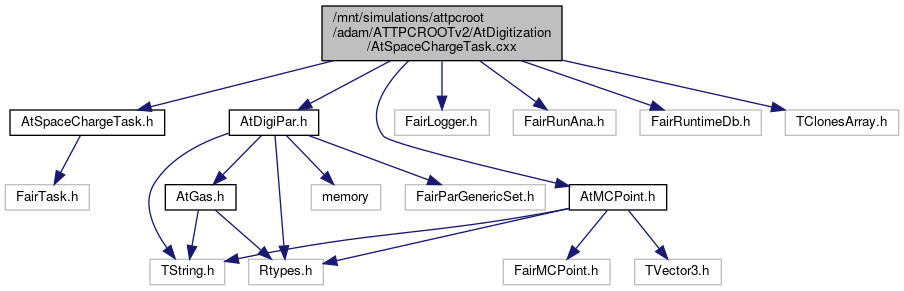 /mnt/simulations/attpcroot
/adam/ATTPCROOTv2/AtDigitization
/AtSpaceChargeTask.cxx
AtSpaceChargeTask.h
AtDigiPar.h
FairLogger.h
FairRunAna.h
FairRuntimeDb.h
TClonesArray.h
FairTask.h
AtGas.h
memory
FairParGenericSet.h
AtMCPoint.h
TString.h
Rtypes.h
FairMCPoint.h
TVector3.h